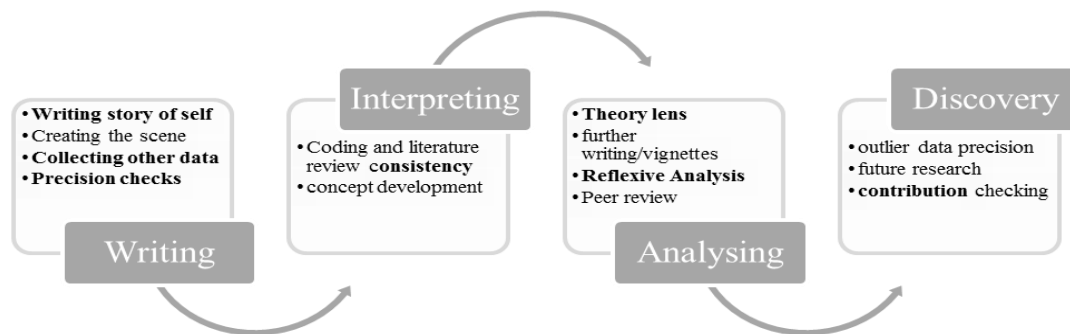 • Writing story of self
• Creating the scene
• Collecting other data
• Precision checks
Writing
Interpreting
• Coding and literature
review consistency
• concept development
• Theory lens
• further
writing/vignettes
• Reflexive Analysis
• Peer review
Analysing
Discovery
• outlier data precision
• future research
• contribution checking